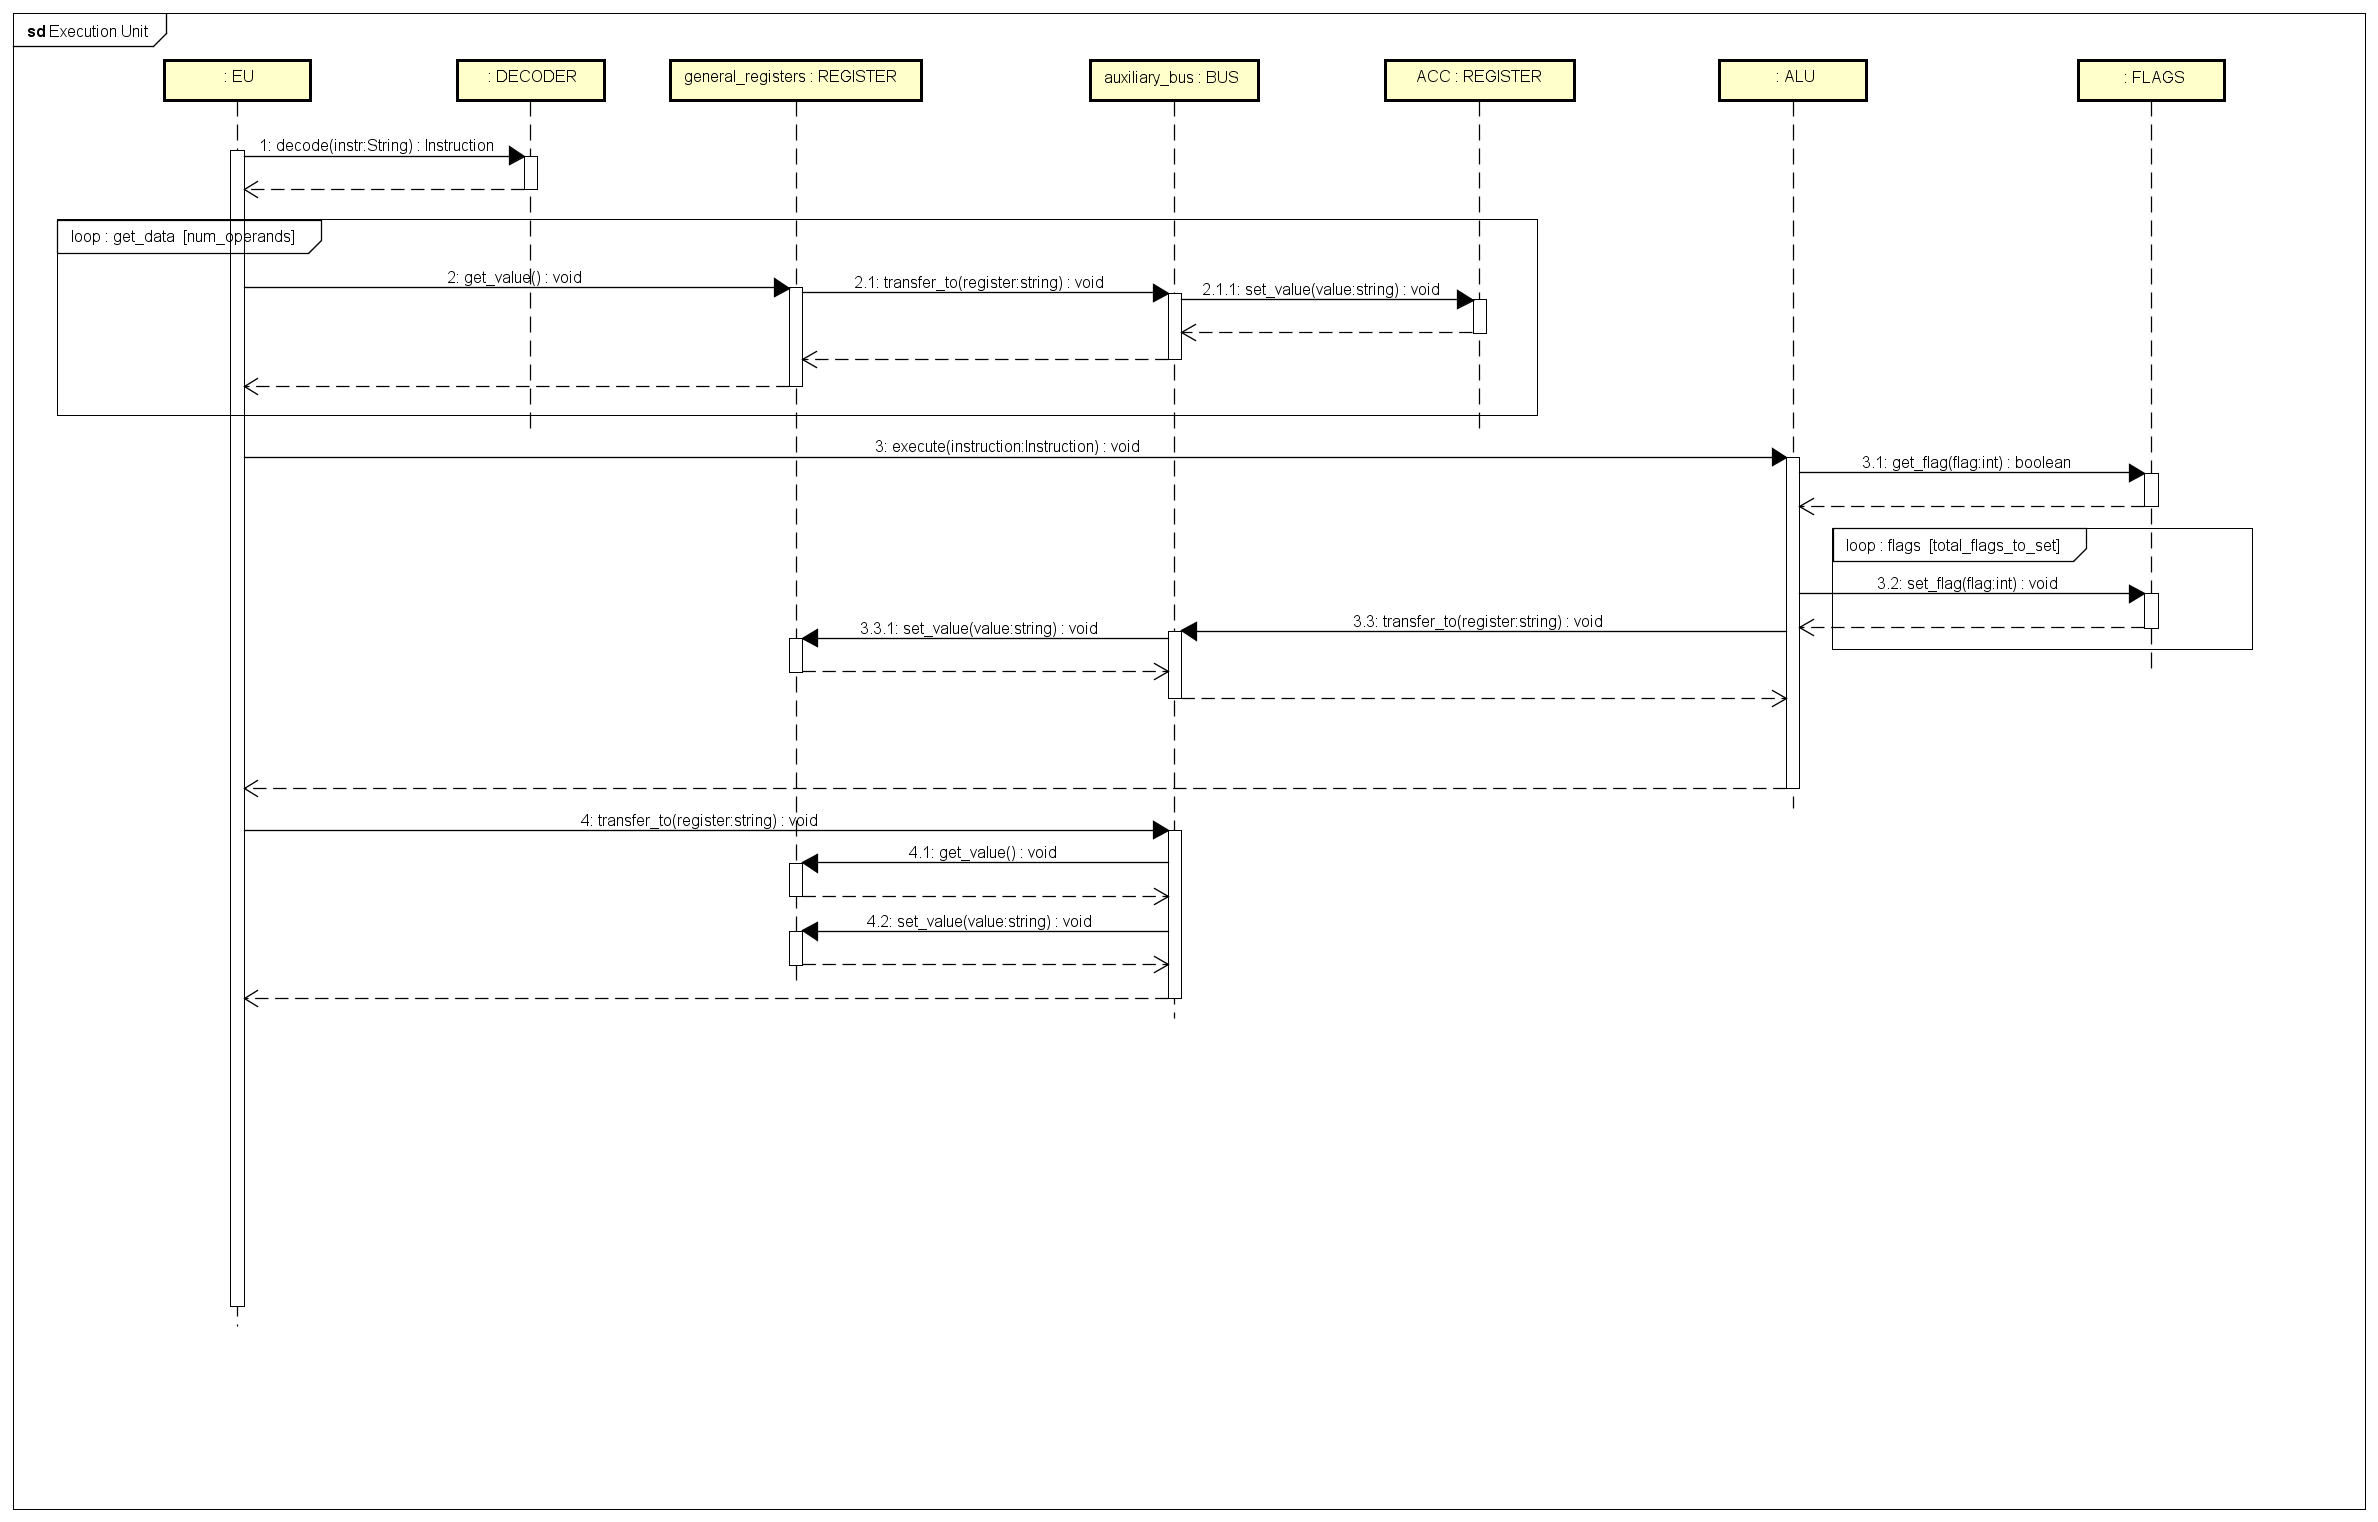 sd Execution Unit
: EU
: DECODER
general_registers : REGISTER
auxiliary_bus : BUS
ACC : REGISTER
: ALU
: FLAGS
1: decode(instr:String) : Instruction
loop : get_data [num_operands]
2: get_value() : void
2.1: transfer_to(register:string) : void
2.1.1: set_value(value:string) : void
3: execute(instruction:Instruction) : void
3.1: get_flag(flag:int) : boolean
loop : flags [total_flags_to_set]
3.2: set_flag(flag:int) : void
3.3: transfer_to(register:string) : void
3.3.1: set_value(value:string) : void
4: transfer_to(register:string) : void
4.1: get_value() : void
4.2: set_value(value:string) : void